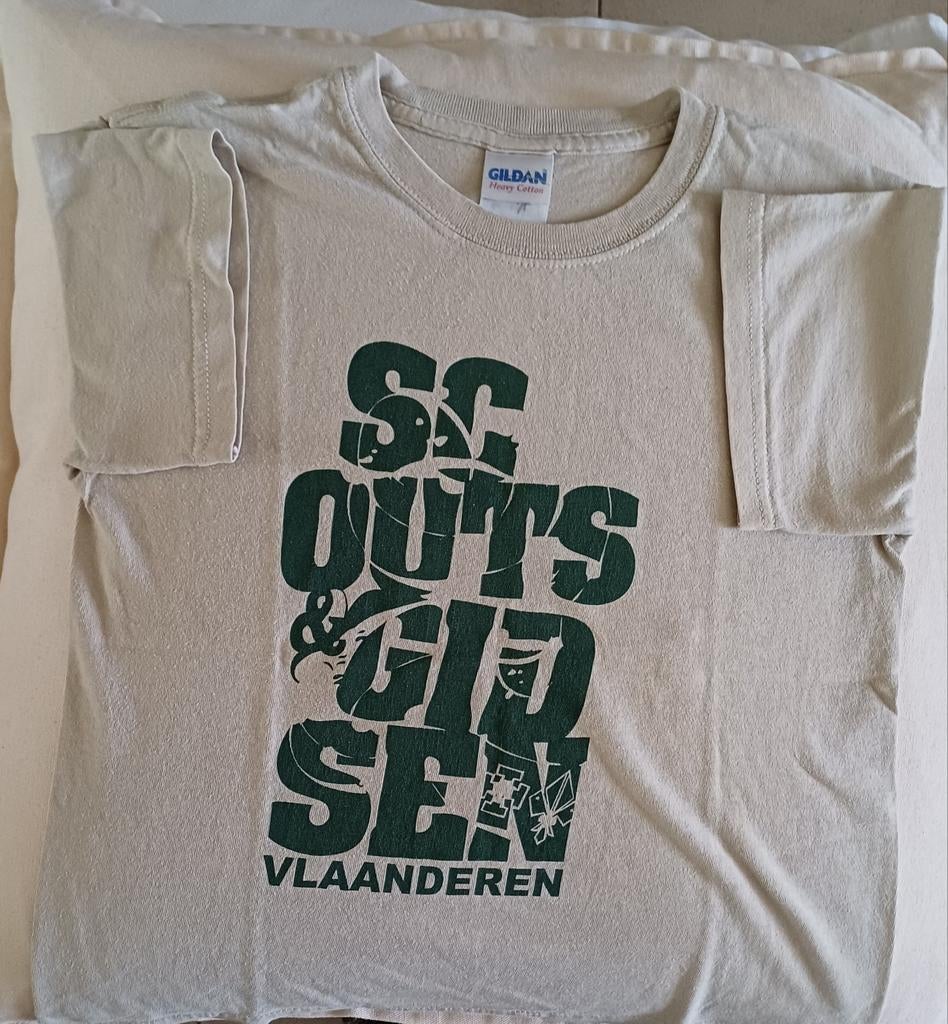 GILDAN
Heavy Cotton
SC
OUTS
& GID
SEN
VLAANDEREN